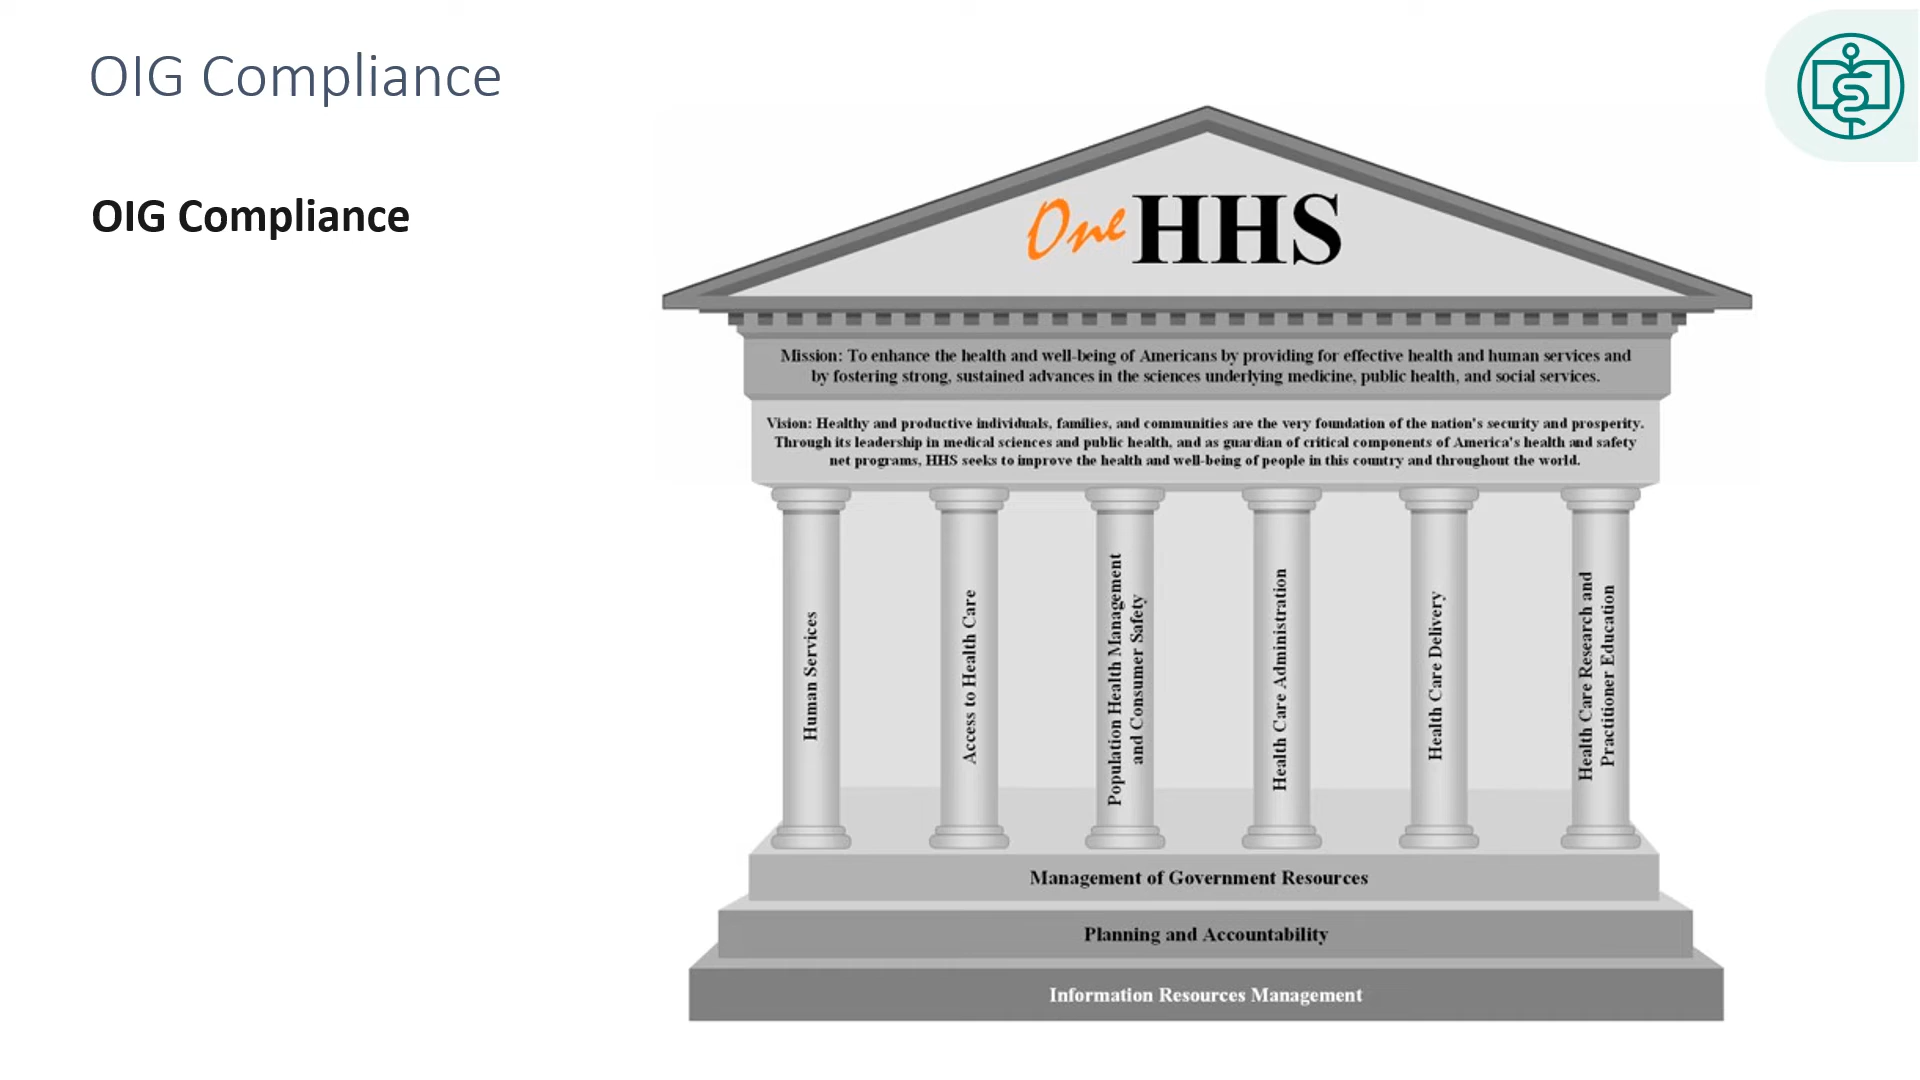 OIG Compliance
OIG Compliance
One HHS
Mission: To enhance the health and well-being of Americans by providing for effective health and human services and
by fostering strong, sustained advances in the sciences underlying medicine, public health, and social services.
Vision: Healthy and productive individuals, families, and communities are the very foundation of the nation's security and prosperity.
Through its leadership in medical sciences and public health, and as guardian of critical components of America's health and safety
net programs, HHS seeks to improve the health and well-being of people in this country and throughout the world.
Human Services
Access to Health Care
Population Health Management
and Consumer Safety
Health Care Administration
Health Care Delivery
Health Care Research and
Practitioner Education
Management of Government Resources
Planning and Accountability
Information Resources Management